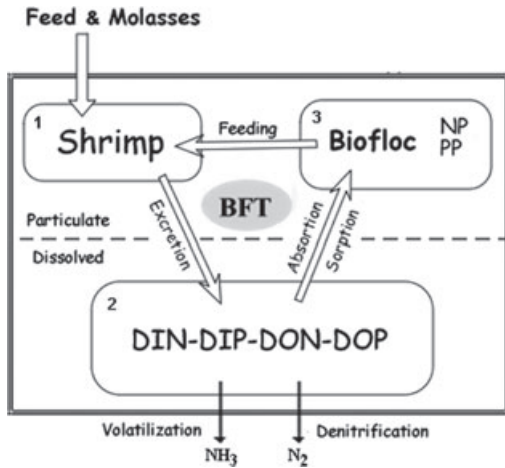 Feed & Molasses
1
Shrimp
Feeding
3
Biofloc
NP
PP
BFT
Excretion
Absortion
Sorption
Particulate
Dissolved
2
DIN-DIP-DON-DOP
Volatilization
Denitrification
NH3
N2